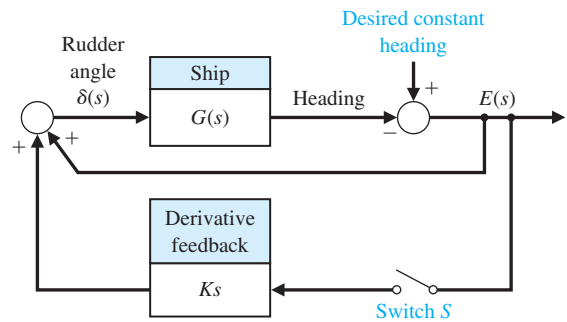 Desired constant
heading
Rudder
angle
δ(s)
Ship
G(s)
Heading
+
−
E(s)
+
+
Derivative
feedback
Ks
Switch S